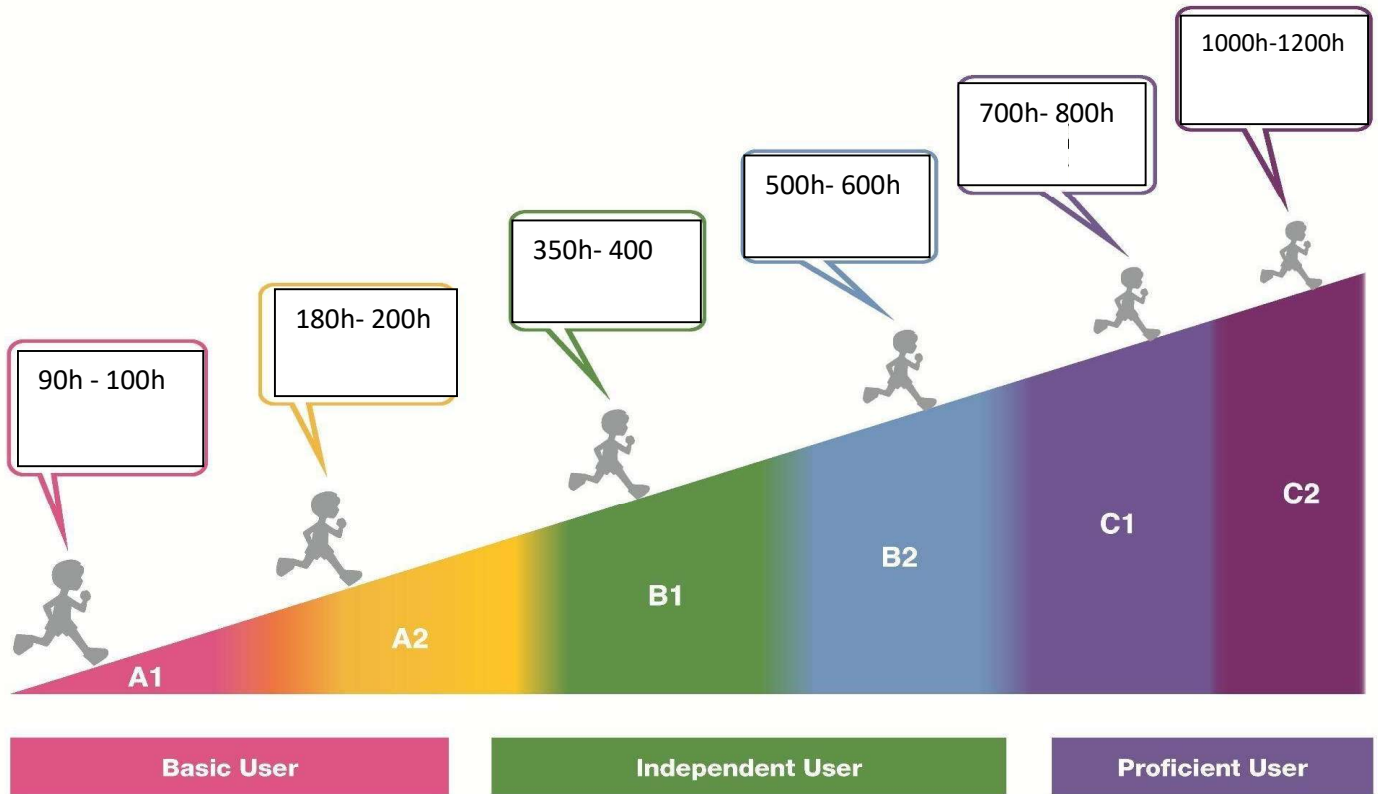 90h - 100h
180h- 200h
350h- 400
500h- 600h
700h- 800h
1000h-1200h
A1
A2
B1
B2
C1
C2
Basic User
Independent User
Proficient User